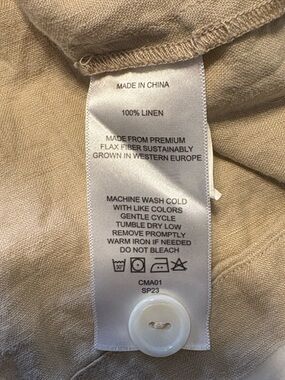 MADE IN CHINA
100% LINEN
MADE FROM PREMIUM
FLAX FIBER SUSTAINABLY
GROWN IN WESTERN EUROPE
MACHINE WASH COLD
WITH LIKE COLORS
GENTLE CYCLE
TUMBLE DRY LOW
REMOVE PROMPTLY
WARM IRON IF NEEDED
DO NOT BLEACH
30°
CMA01
SP23